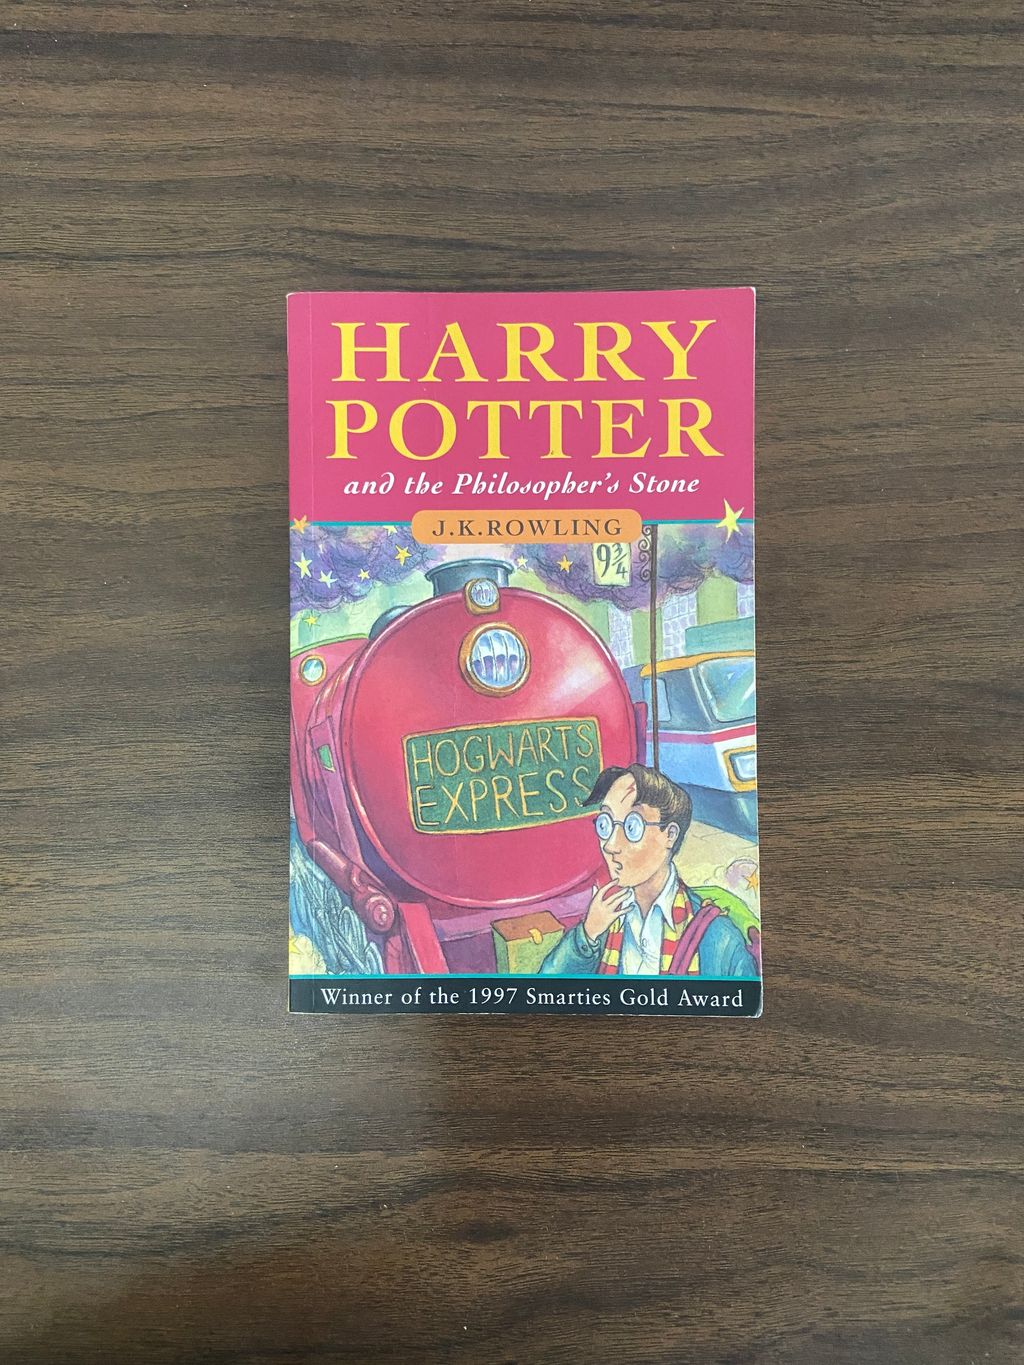 HARRY
POTTER
and the Philosopher's Stone
J.K.ROWLING
9¾
HOGWARTS
EXPRESS
Winner of the 1997 Smarties Gold Award